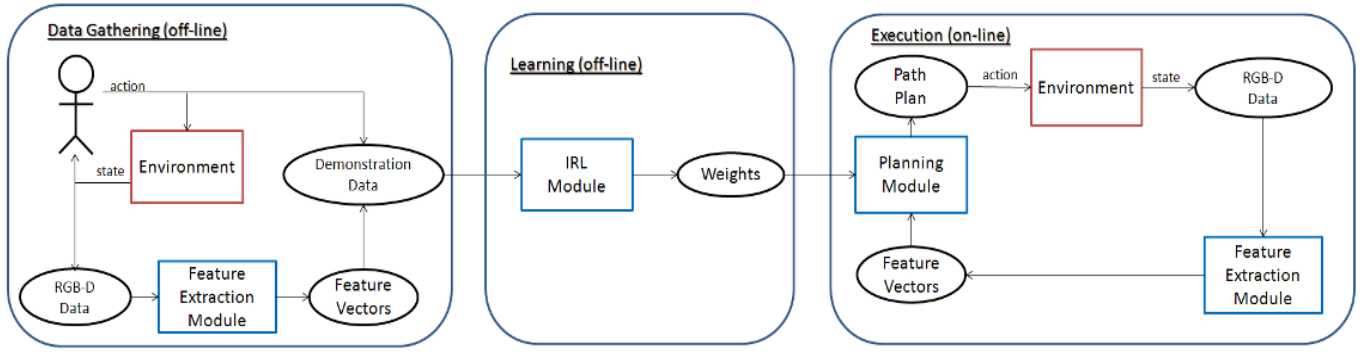 Data Gathering (off-line)
action
state
Environment
Demonstration
Data
RGB-D
Data
Feature
Extraction
Module
Feature
Vectors
Learning (off-line)
IRL
Module
Weights
Execution (on-line)
Path
Plan
action
Environment
state
RGB-D
Data
Planning
Module
Feature
Vectors
Feature
Extraction
Module